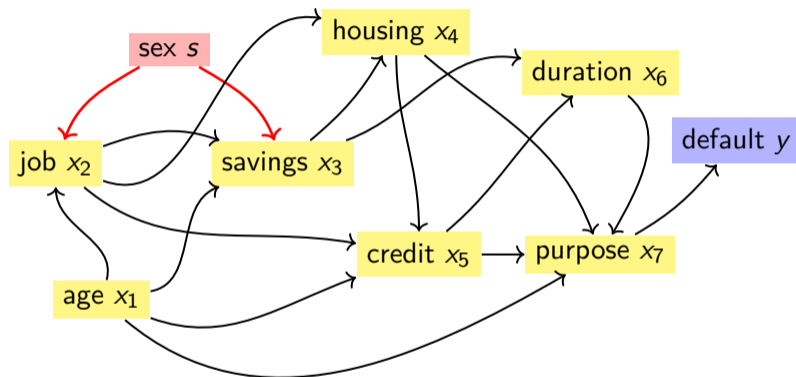 housing x₄
sex s
duration x₆
default y
job x₂
savings x₃
credit x₅
purpose x₇
age x₁